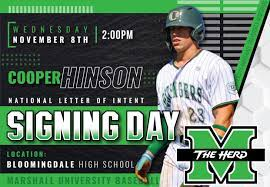 WEDNESDAY
NOVEMBER 8TH
2:00PM
COOPER HINSON
NATIONAL LETTER OF INTENT
SIGNING DAY
LOCATION:
BLOOMINGDALE HIGH SCHOOL
MARSHALL UNIVERSITY BASEBALL
23
M
THE HERD